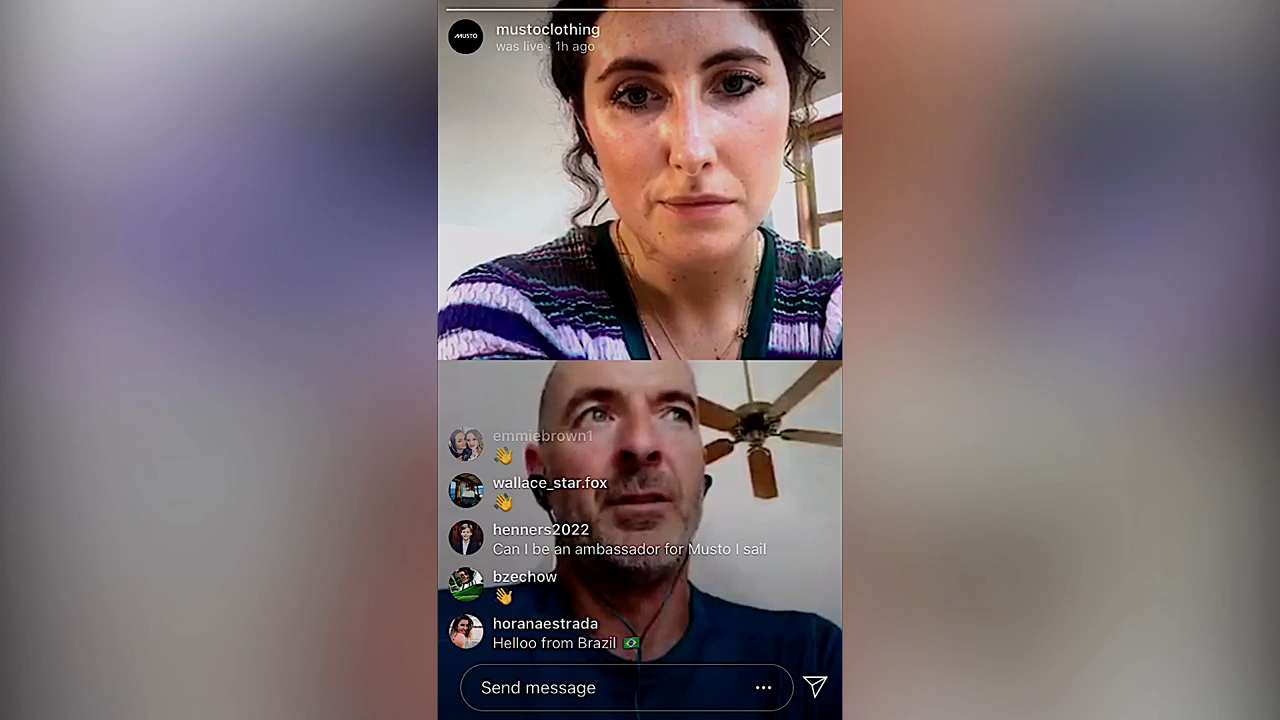 MUSTO
mustoclothing
was live · 1h ago
emmiebrown1
👋
wallace_star.fox
👋
henners2022
Can I be an ambassador for Musto I sail
bzechow
👋
horanaestrada
Helloo from Brazil 🇧🇷
Send message